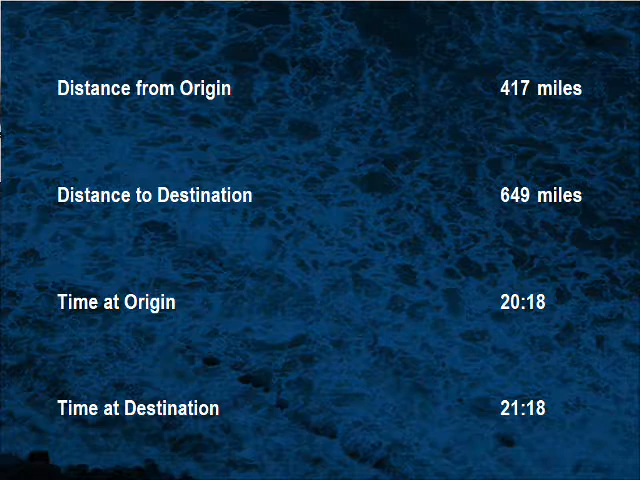 Distance from Origin 417 miles
Distance to Destination 649 miles
Time at Origin 20:18
Time at Destination 21:18